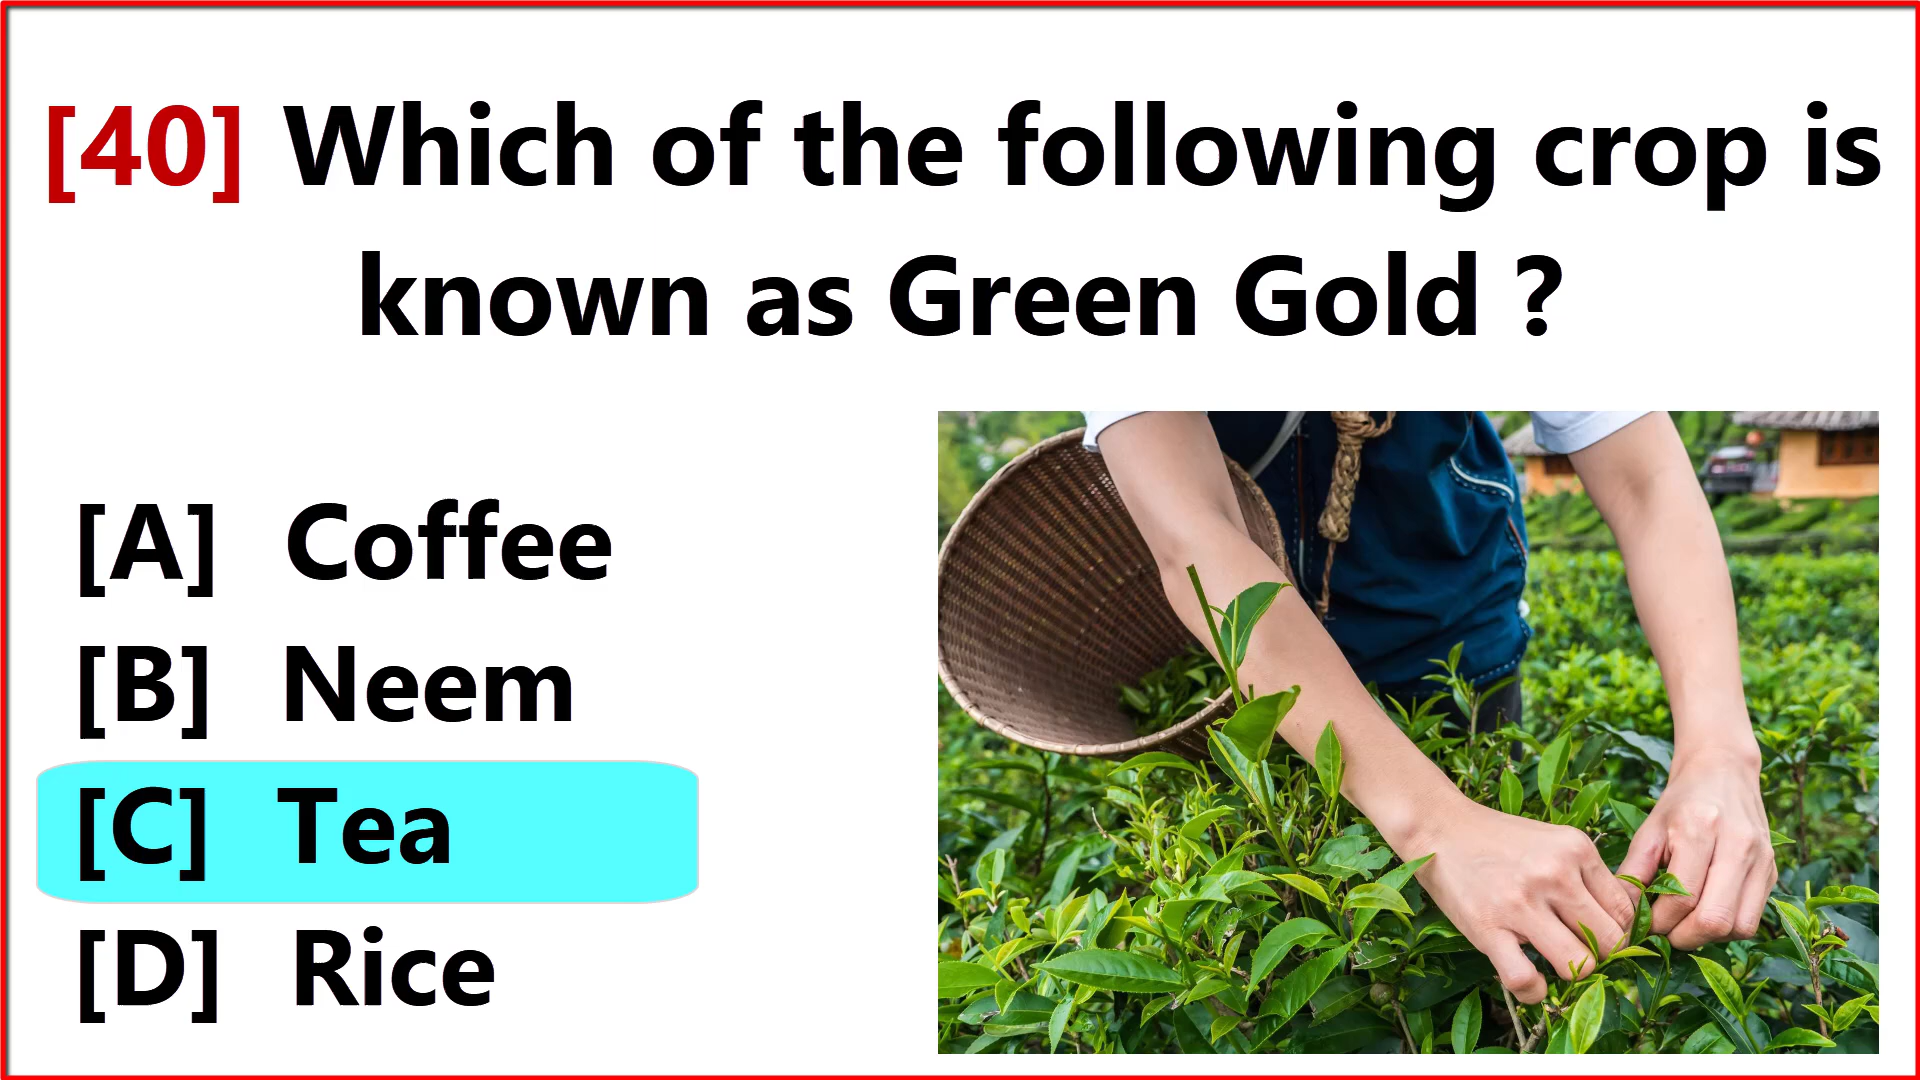 [40] Which of the following crop is
known as Green Gold ?
[A] Coffee
[B] Neem
[C] Tea
[D] Rice